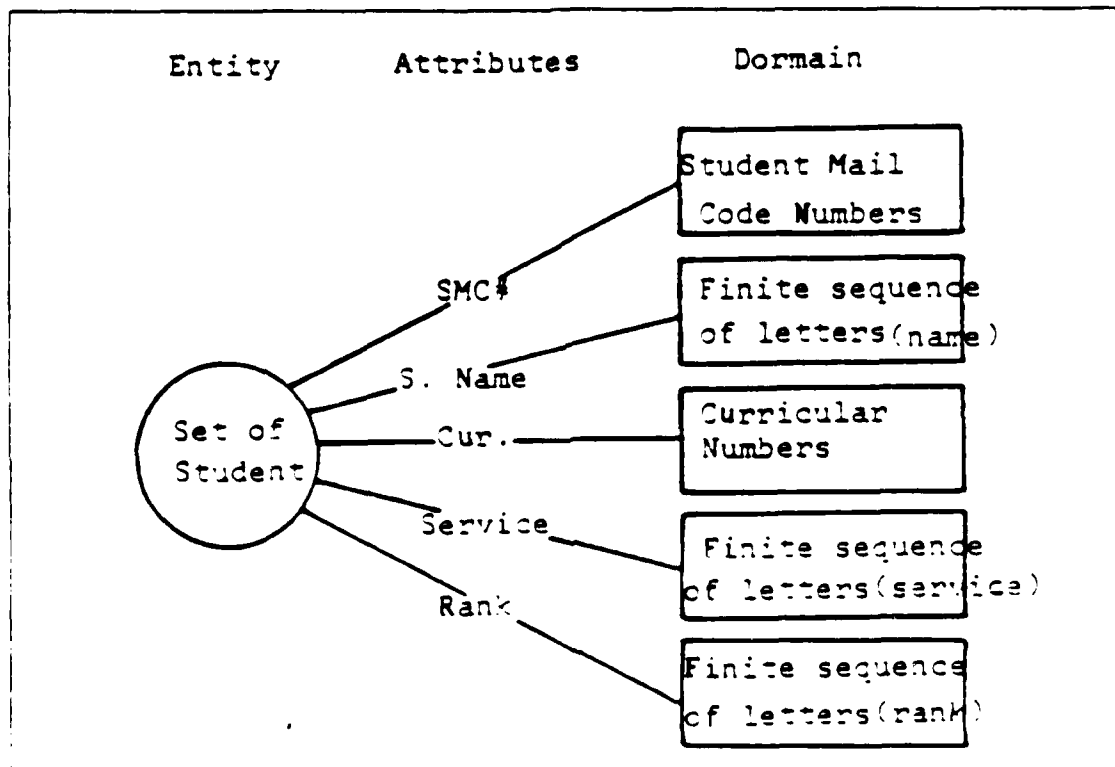 Entity Attributes Dormain
Student Mail
Code Numbers
SMC#
Finite sequence
of letters(name)
S. Name
Set of
Student
Cur.
Curricular
Numbers
Service
Finite sequence
of letters(service)
Rank
Finite sequence
of letters(rank)